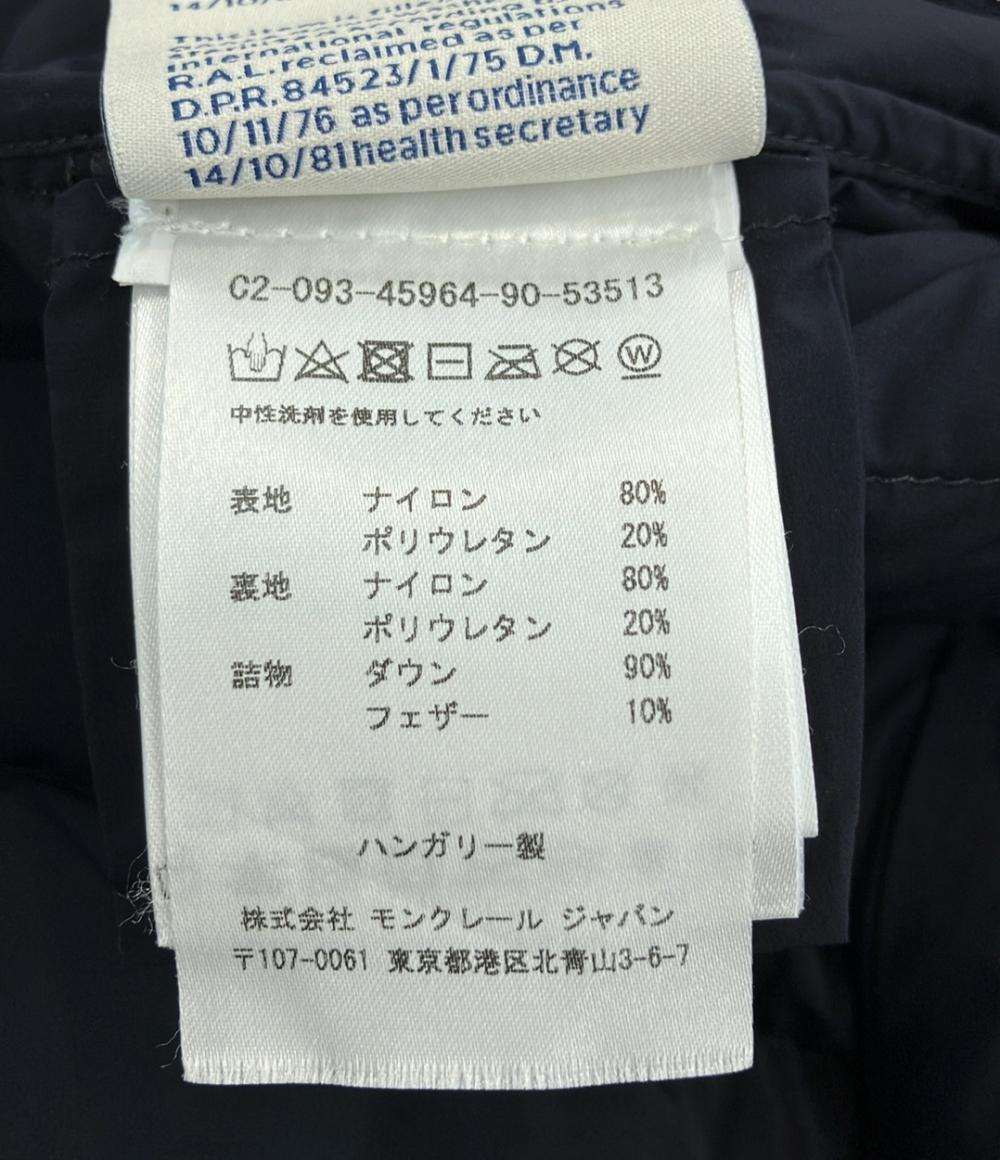 14/10/
This item is
international regulations
R.A.L. reclaimed as per
D.P.R. 84523/1/75 D.M.
10/11/76 as per ordinance
14/10/81 health secretary
C2-093-45964-90-53513
W
中性洗剤を使用してください
表地 ナイロン 80%
ポリウレタン 20%
裏地 ナイロン 80%
ポリウレタン 20%
詰物 ダウン 90%
フェザー 10%
ハンガリー製
株式会社 モンクレール ジャパン
〒107-0061 東京都港区北青山3-6-7